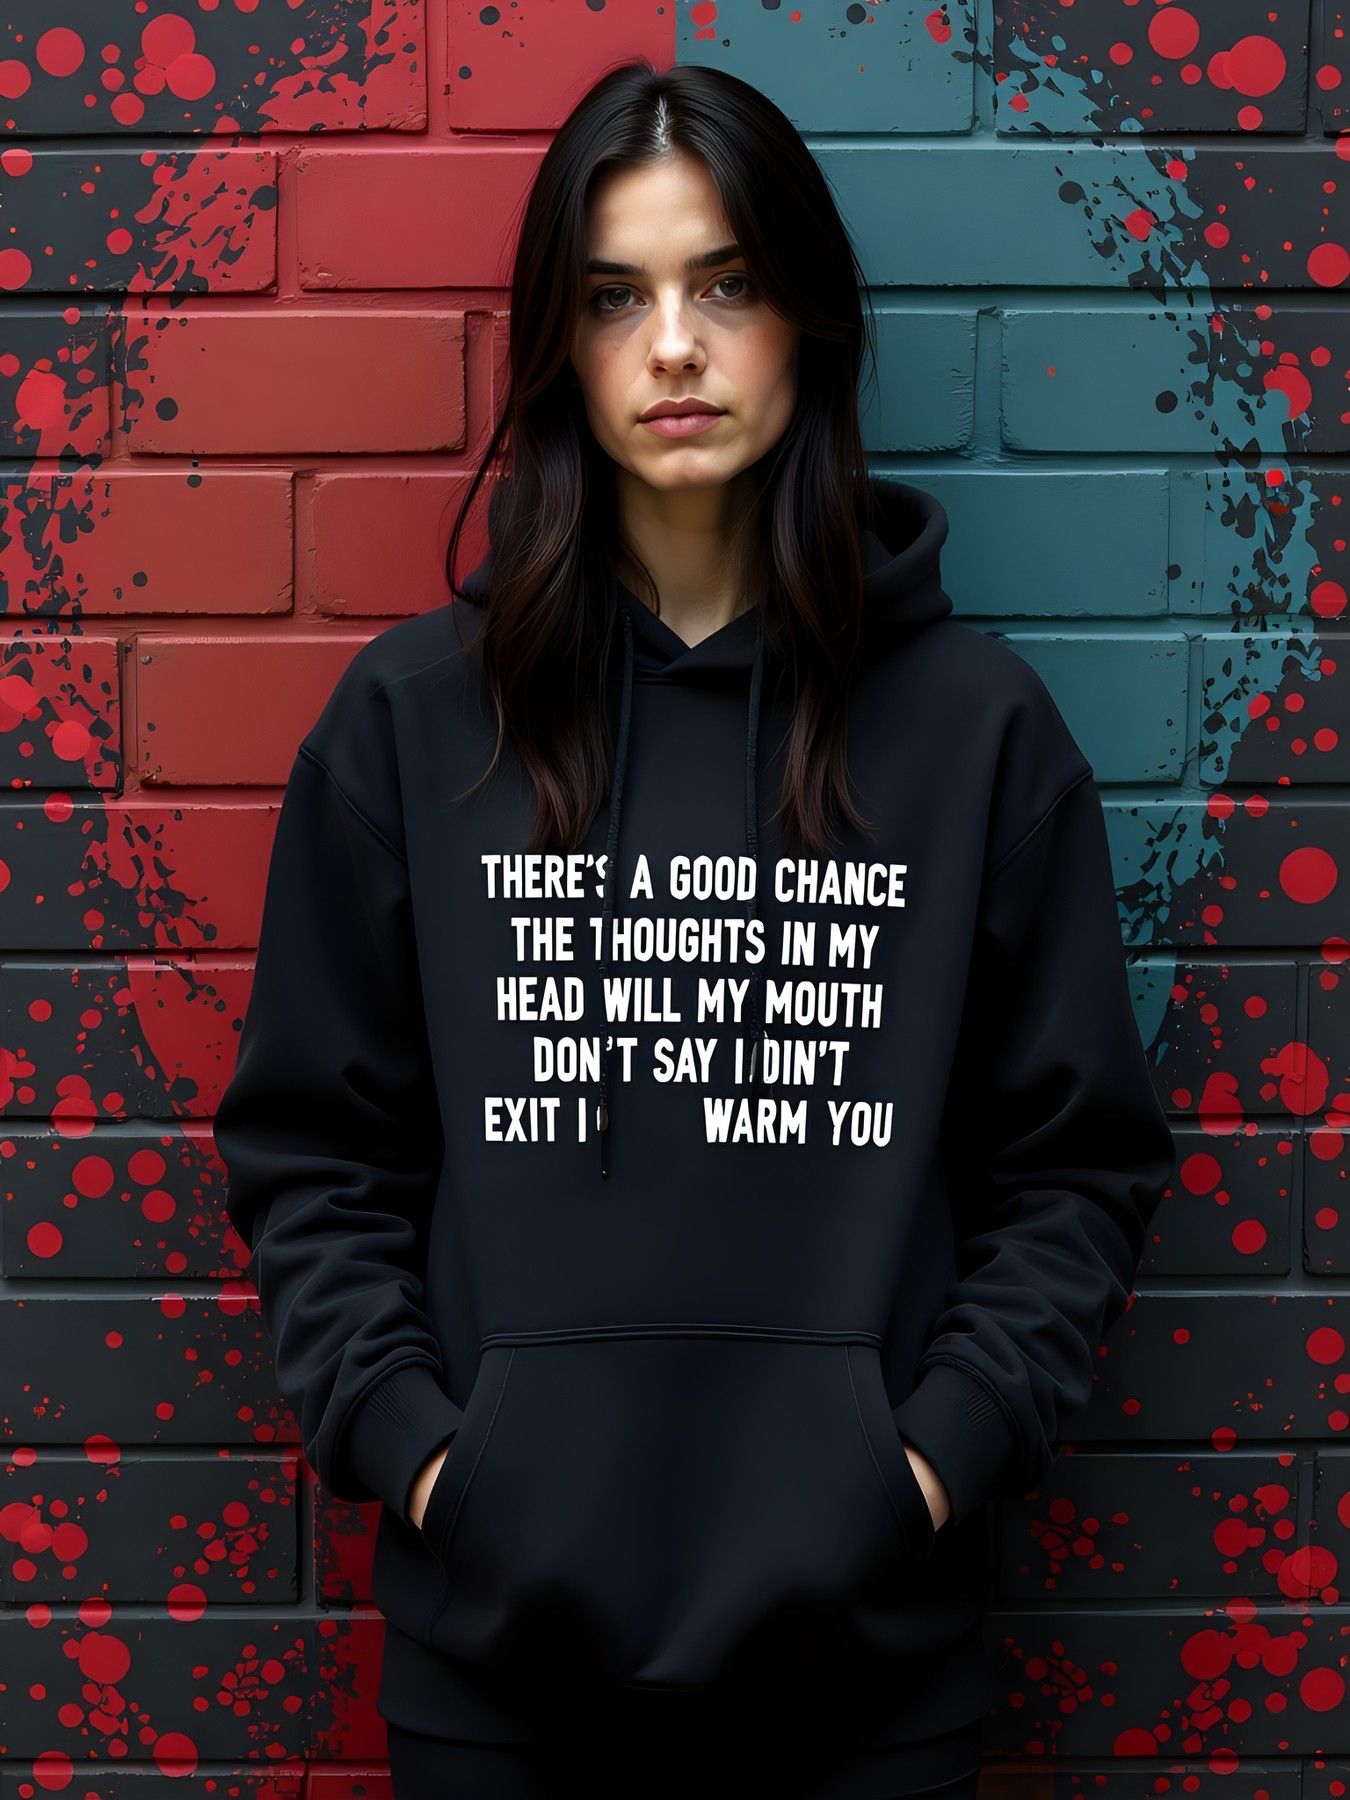 THERE'S A GOOD CHANCE
THE THOUGHTS IN MY
HEAD WILL MY MOUTH
DON'T SAY I DIN'T
EXIT WARM YOU